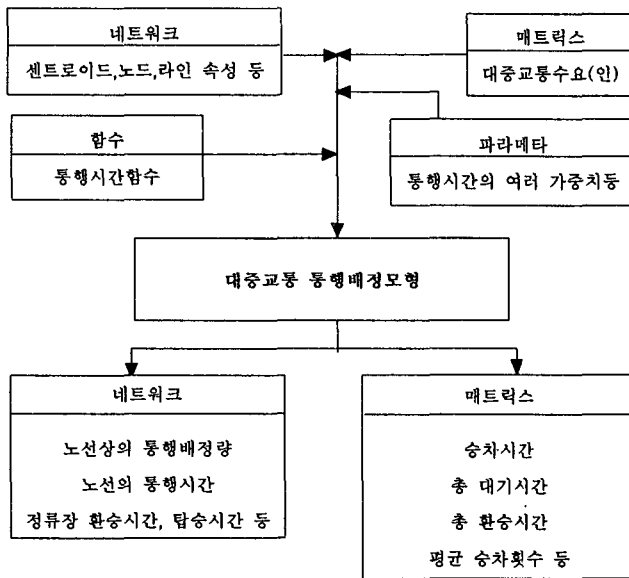 네트워크
센트로이드,노드,라인 속성 등
매트릭스
대중교통수요(인)
함수
통행시간함수
파라메타
통행시간의 여러 가중치등
대중교통 통행배정모형
네트워크
노선상의 통행배정량
노선의 통행시간
정류장 환승시간, 탑승시간 등
매트릭스
승차시간
총 대기시간
총 환승시간
평균 승차횟수 등